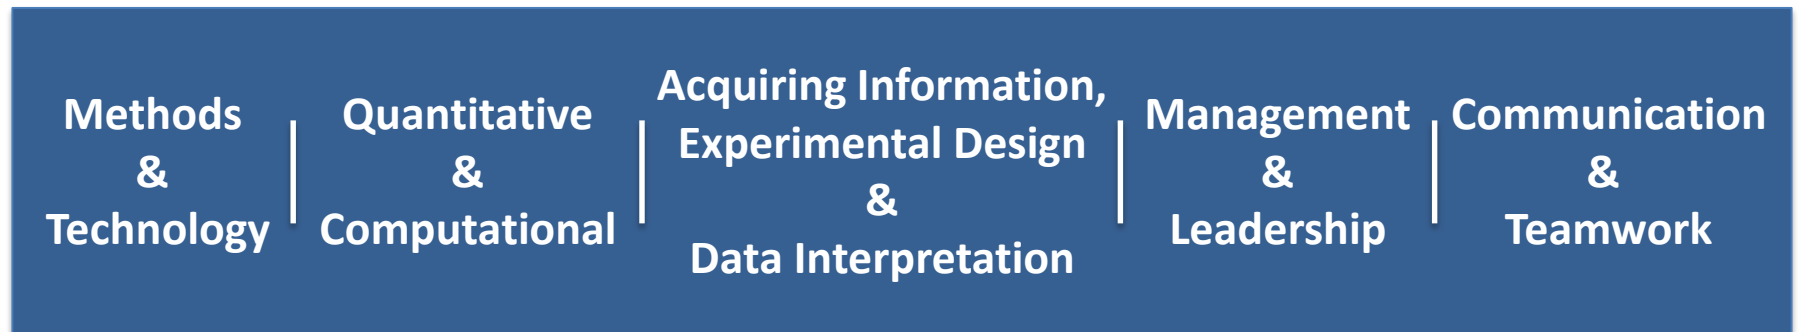 Methods
&
Technology
Quantitative
&
Computational
Acquiring Information,
Experimental Design
&
Data Interpretation
Management
&
Leadership
Communication
&
Teamwork